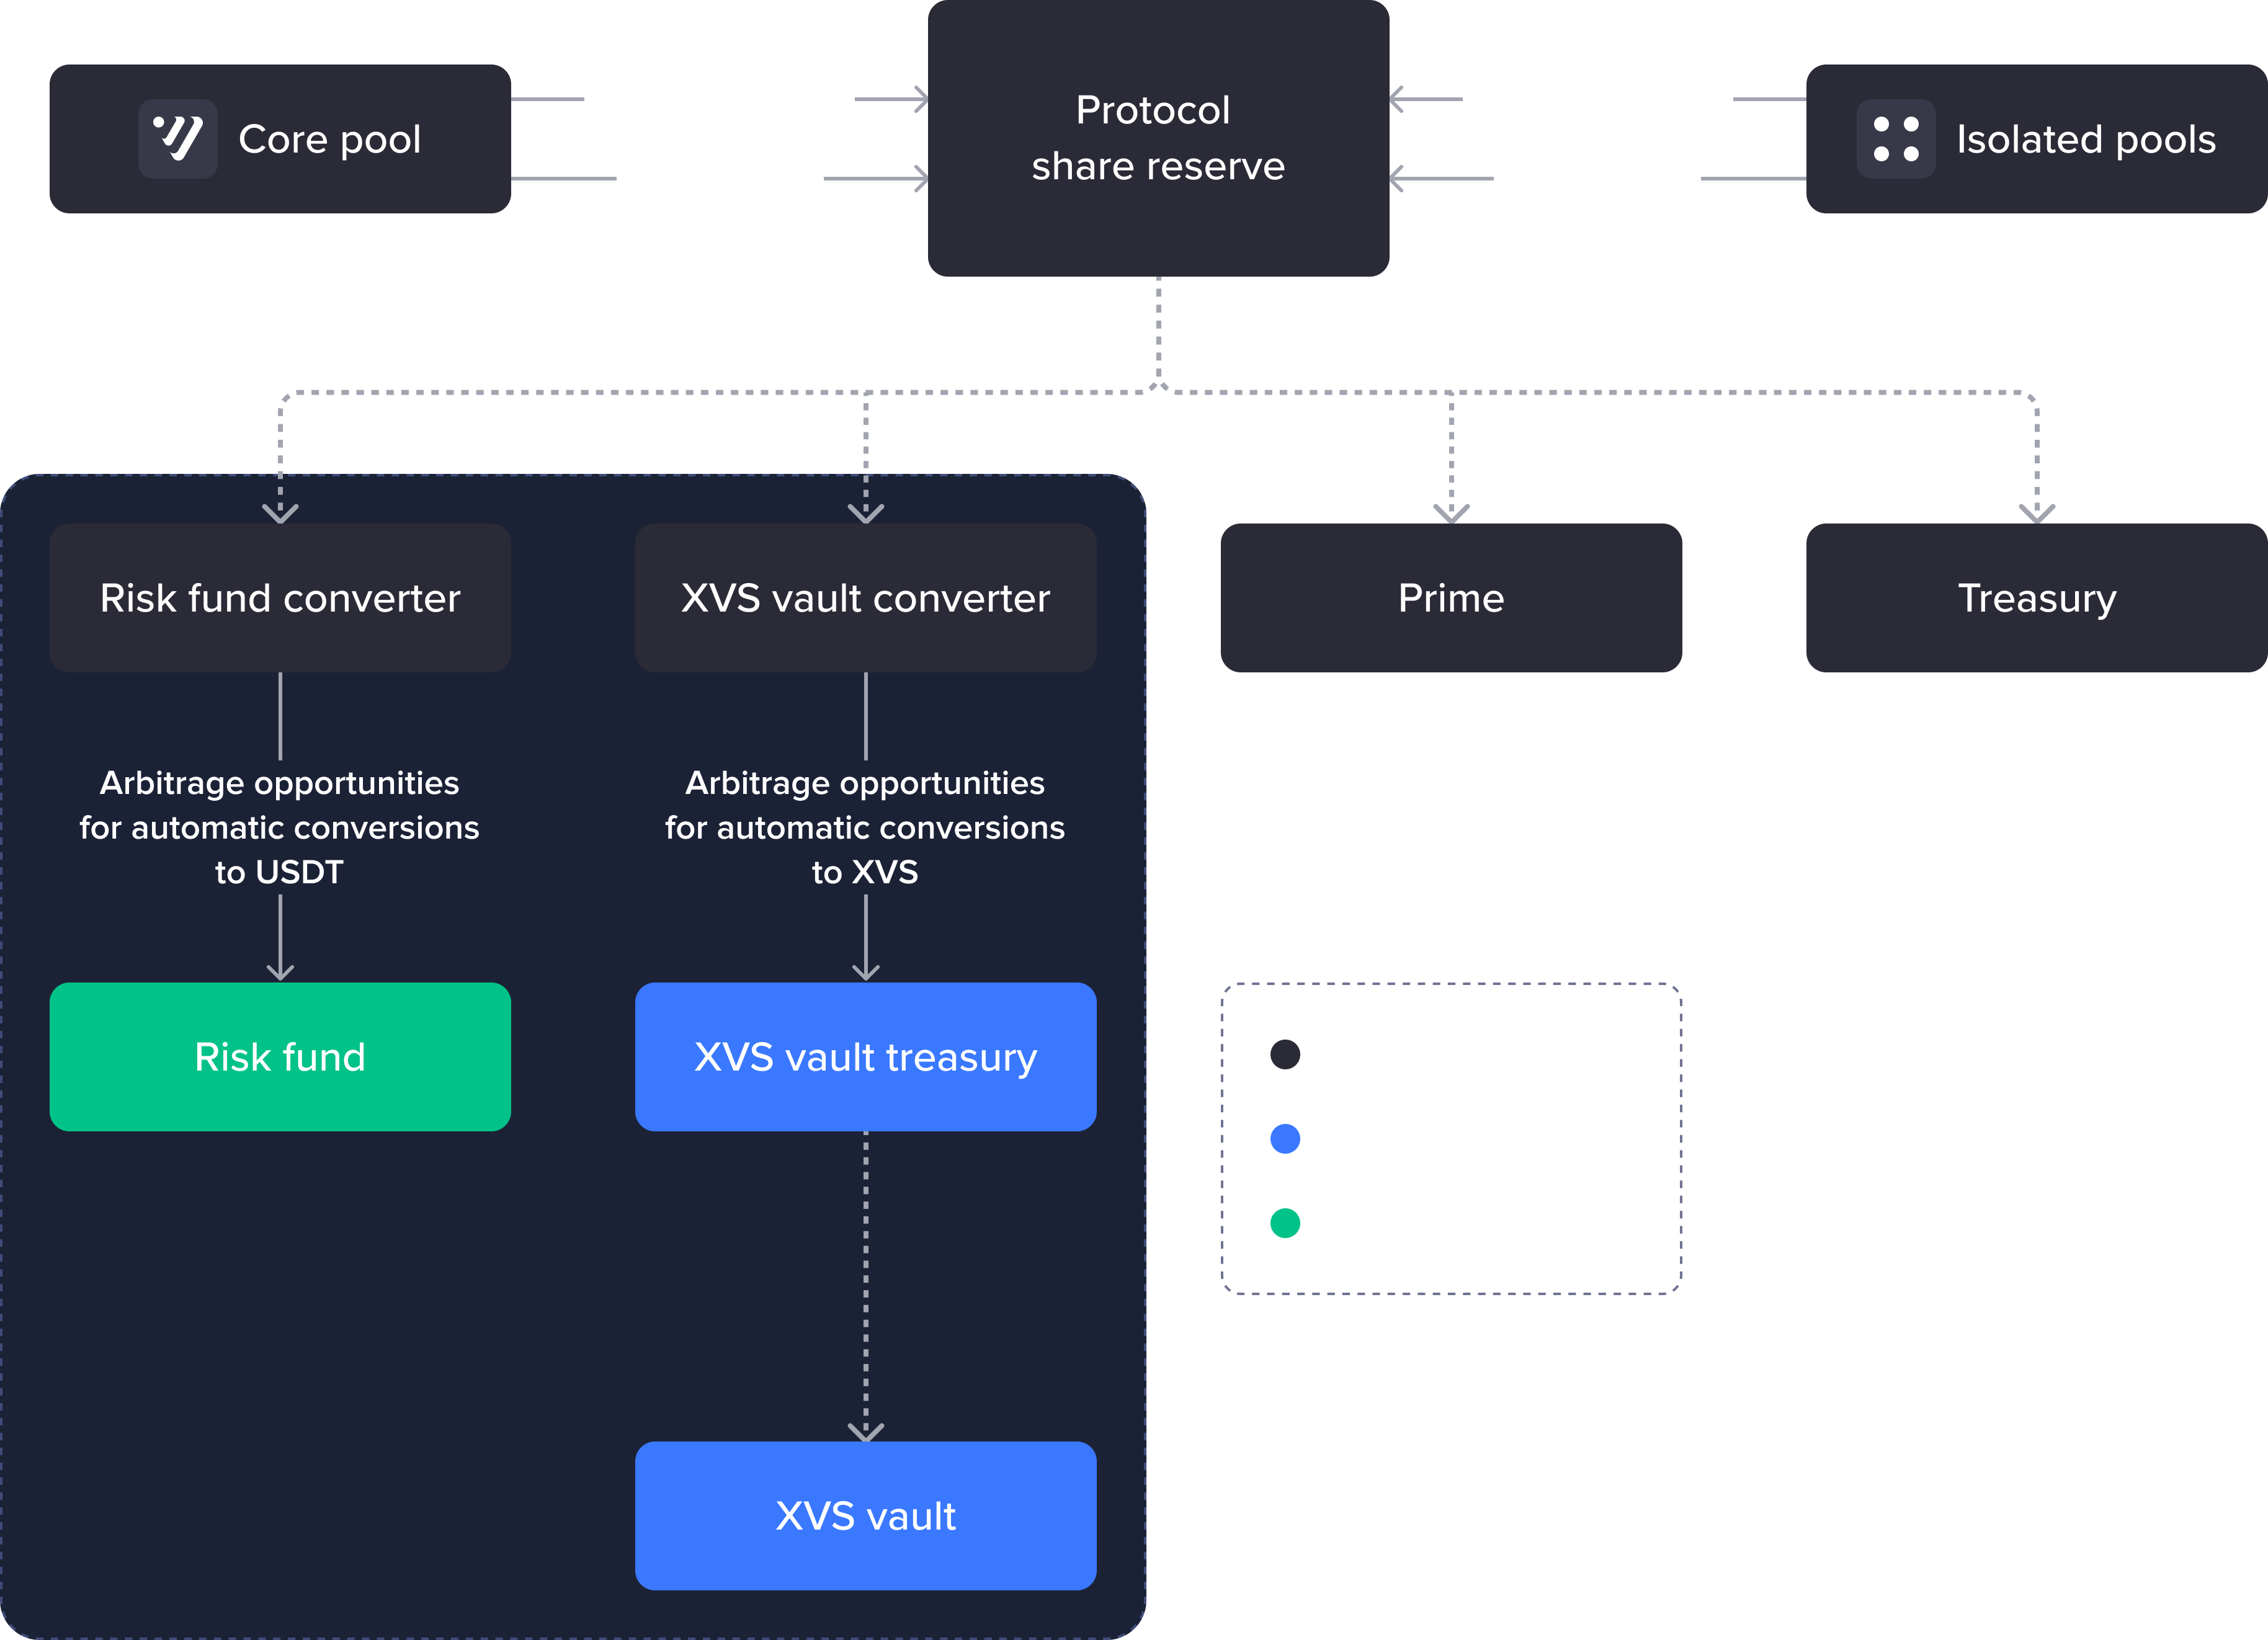 Core pool
Protocol
share reserve
Isolated pools
Risk fund converter
XVS vault converter
Prime
Treasury
Arbitrage opportunities
for automatic conversions
to USDT
Arbitrage opportunities
for automatic conversions
to XVS
Risk fund
XVS vault treasury
XVS vault